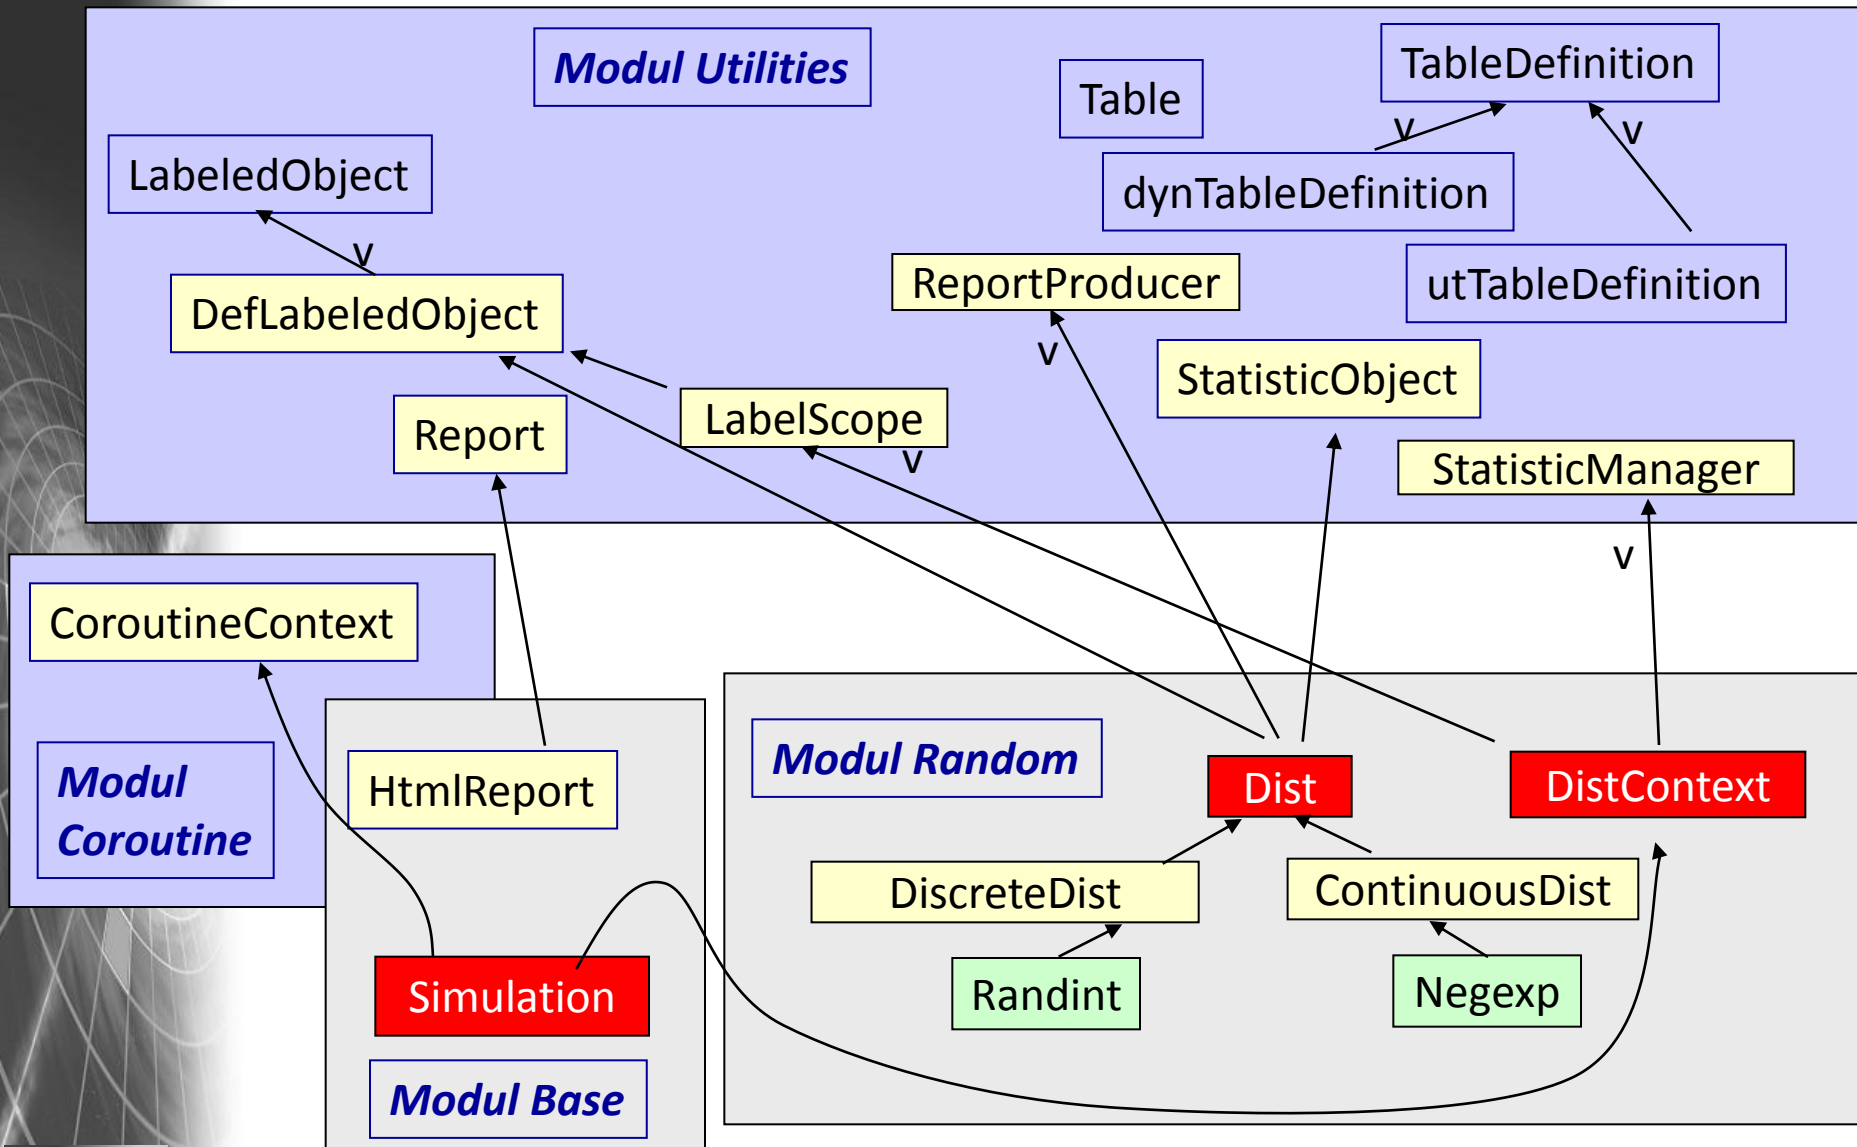 Modul Utilities
Table
TableDefinition
v
v
LabeledObject
dynTableDefinition
v
DefLabeledObject
ReportProducer
utTableDefinition
v
StatisticObject
Report
LabelScope
v
StatisticManager
v
CoroutineContext
Modul
Coroutine
HtmlReport
Modul Random
Dist
DistContext
DiscreteDist
ContinuousDist
Simulation
Randint
Negexp
Modul Base